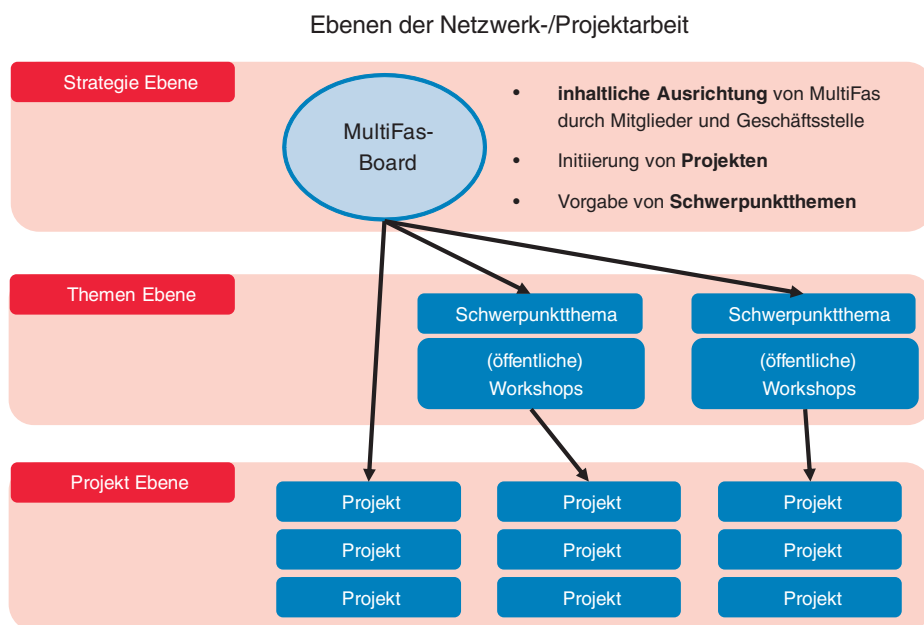 Ebenen der Netzwerk-/Projektarbeit
Strategie Ebene
MultiFas-
Board
• inhaltliche Ausrichtung von MultiFas
durch Mitglieder und Geschäftsstelle
• Initiierung von Projekten
• Vorgabe von Schwerpunktthemen
Themen Ebene
Schwerpunktthema
(öffentliche)
Workshops
Schwerpunktthema
(öffentliche)
Workshops
Projekt Ebene
Projekt
Projekt
Projekt
Projekt
Projekt
Projekt
Projekt
Projekt
Projekt